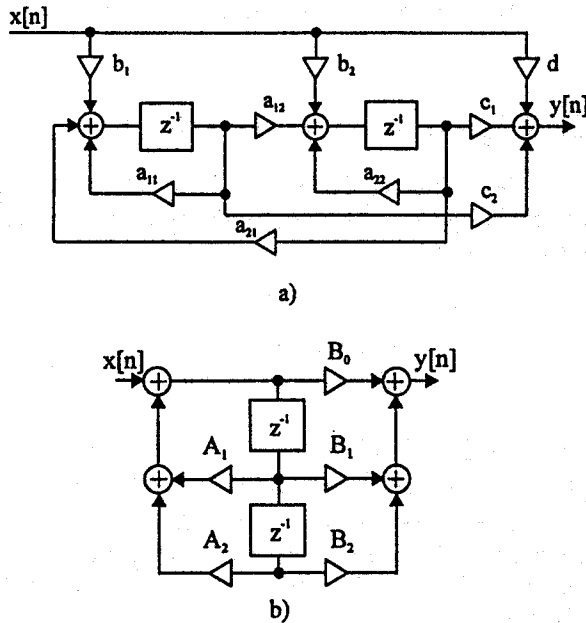 x[n]
b₁ b₂ d
a₁₂ c₁ y[n]
z⁻¹ z⁻¹
a₁₁ a₂₂
c₂
a₂₁
a)
x[n] B₀ y[n]
z⁻¹
A₁ B₁
z⁻¹
A₂ B₂
b)